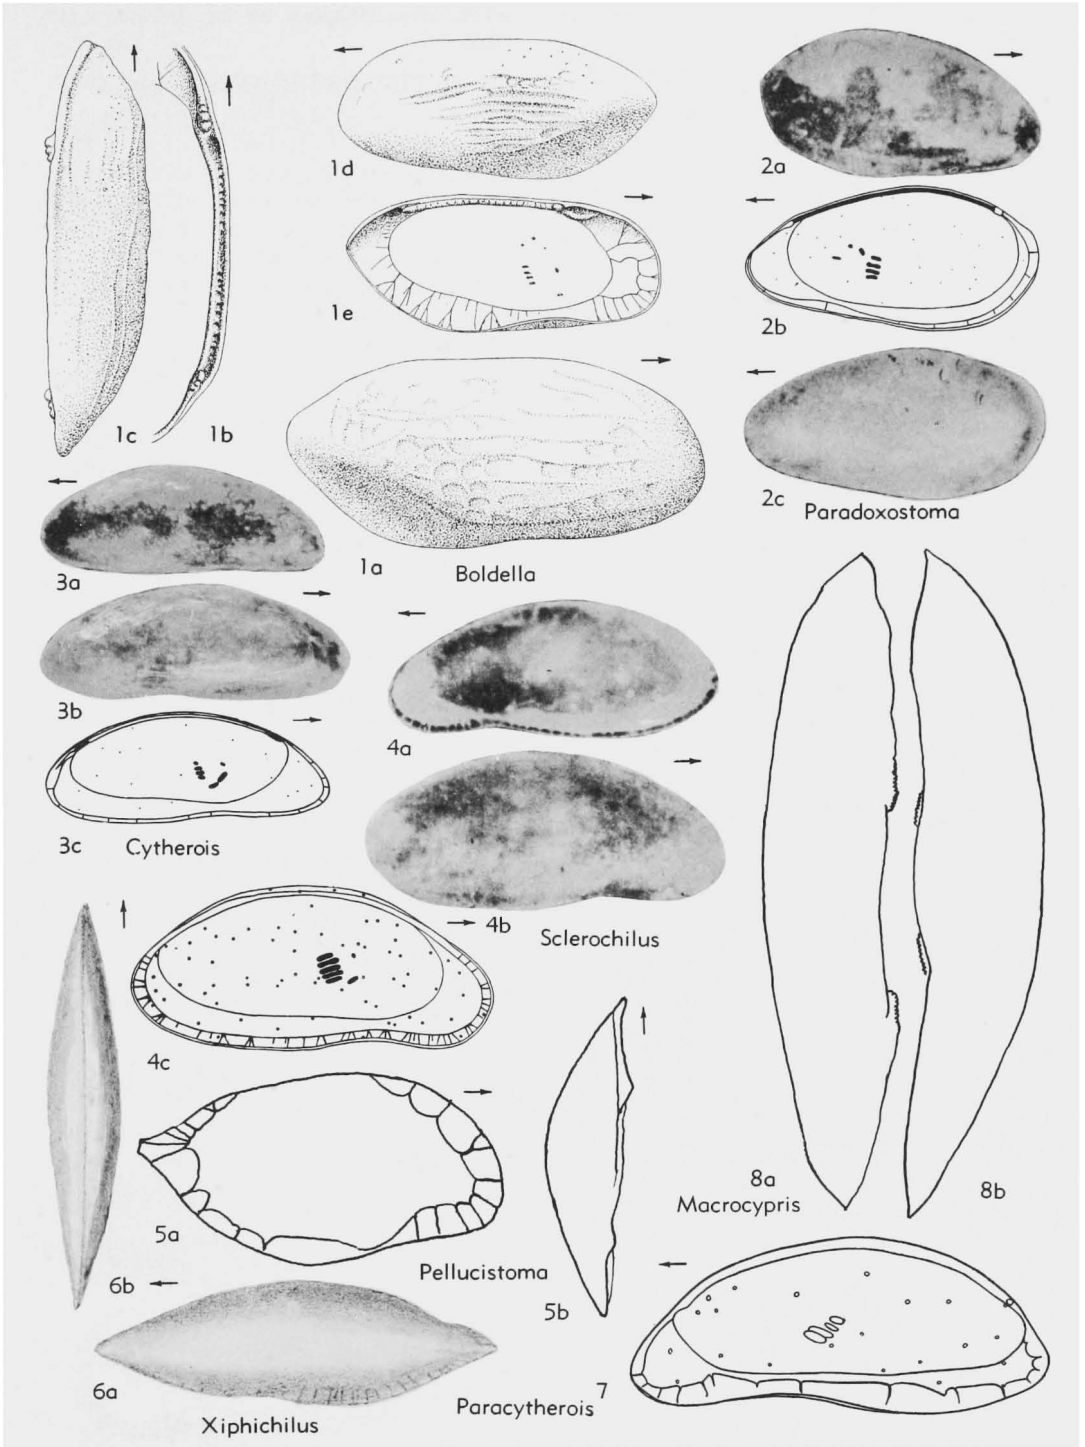 1d
2a
1e
2b
1c
1b
2c
Paradoxostoma
1a
Boldella
3a
3b
4a
3c
Cytherois
4b
Sclerochilus
4c
8a
8b
Macrocypris
5a
Pellucistoma
5b
6b
6a
Xiphichilus
Paracytherois
7